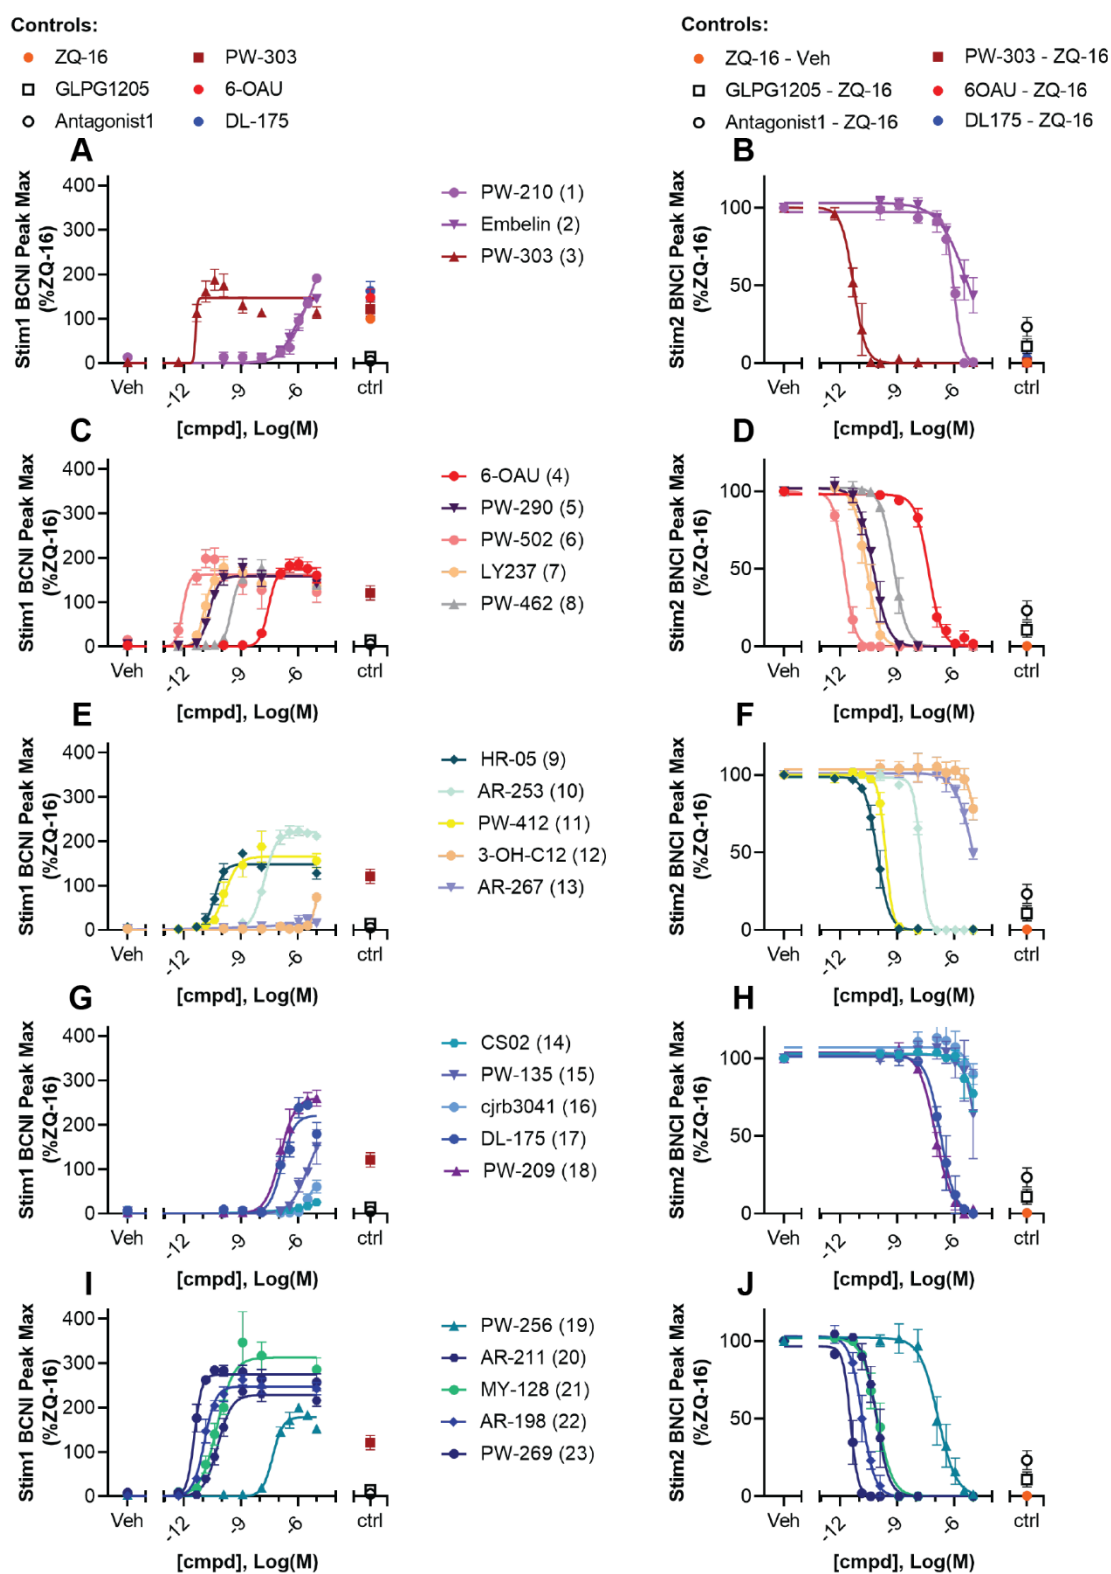 Controls:
ZQ-16
PW-303
GLPG1205
6-OAU
Antagonist1
DL-175
Controls:
ZQ-16 - Veh
PW-303 - ZQ-16
GLPG1205 - ZQ-16
6OAU - ZQ-16
Antagonist1 - ZQ-16
DL175 - ZQ-16
A
Stim1 BCNI Peak Max
(%ZQ-16)
400
300
200
100
0
Veh
-12
-9
-6
ctrl
[cmpd], Log(M)
PW-210 (1)
Embelin (2)
PW-303 (3)
B
Stim2 BNCI Peak Max
(%ZQ-16)
100
50
0
Veh
-12
-9
-6
ctrl
[cmpd], Log(M)
C
Stim1 BCNI Peak Max
(%ZQ-16)
400
300
200
100
0
Veh
-12
-9
-6
ctrl
[cmpd], Log(M)
6-OAU (4)
PW-290 (5)
PW-502 (6)
LY237 (7)
PW-462 (8)
D
Stim2 BNCI Peak Max
(%ZQ-16)
100
50
0
Veh
-12
-9
-6
ctrl
[cmpd], Log(M)
E
Stim1 BCNI Peak Max
(%ZQ-16)
400
300
200
100
0
Veh
-12
-9
-6
ctrl
[cmpd], Log(M)
HR-05 (9)
AR-253 (10)
PW-412 (11)
3-OH-C12 (12)
AR-267 (13)
F
Stim2 BNCI Peak Max
(%ZQ-16)
100
50
0
Veh
-12
-9
-6
ctrl
[cmpd], Log(M)
G
Stim1 BCNI Peak Max
(%ZQ-16)
400
300
200
100
0
Veh
-12
-9
-6
ctrl
[cmpd], Log(M)
CS02 (14)
PW-135 (15)
cjrb3041 (16)
DL-175 (17)
PW-209 (18)
H
Stim2 BNCI Peak Max
(%ZQ-16)
100
50
0
Veh
-12
-9
-6
ctrl
[cmpd], Log(M)
I
Stim1 BCNI Peak Max
(%ZQ-16)
400
300
200
100
0
Veh
-12
-9
-6
ctrl
[cmpd], Log(M)
PW-256 (19)
AR-211 (20)
MY-128 (21)
AR-198 (22)
PW-269 (23)
J
Stim2 BNCI Peak Max
(%ZQ-16)
100
50
0
Veh
-12
-9
-6
ctrl
[cmpd], Log(M)